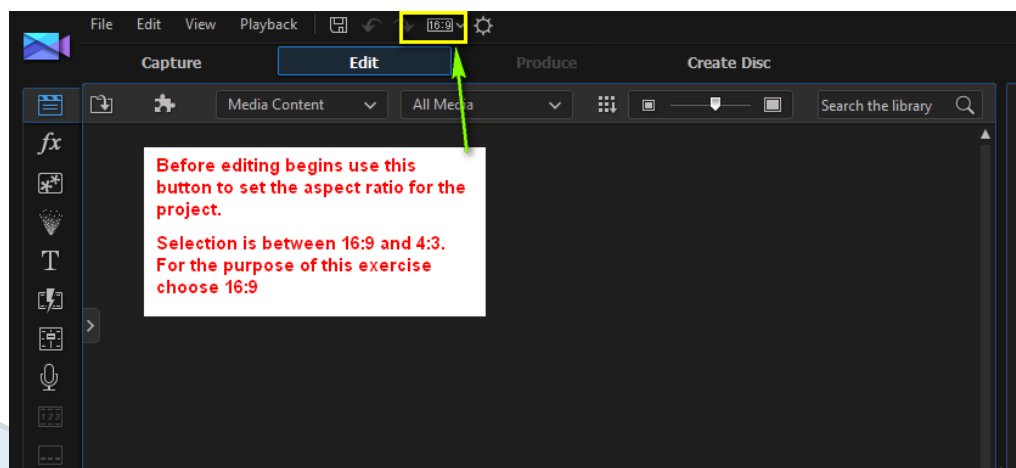 File Edit View Playback 16:9
Capture Edit Produce Create Disc
Media Content All Media Search the library
fx
Before editing begins use this
button to set the aspect ratio for the
project.
Selection is between 16:9 and 4:3.
For the purpose of this exercise
choose 16:9
T
123